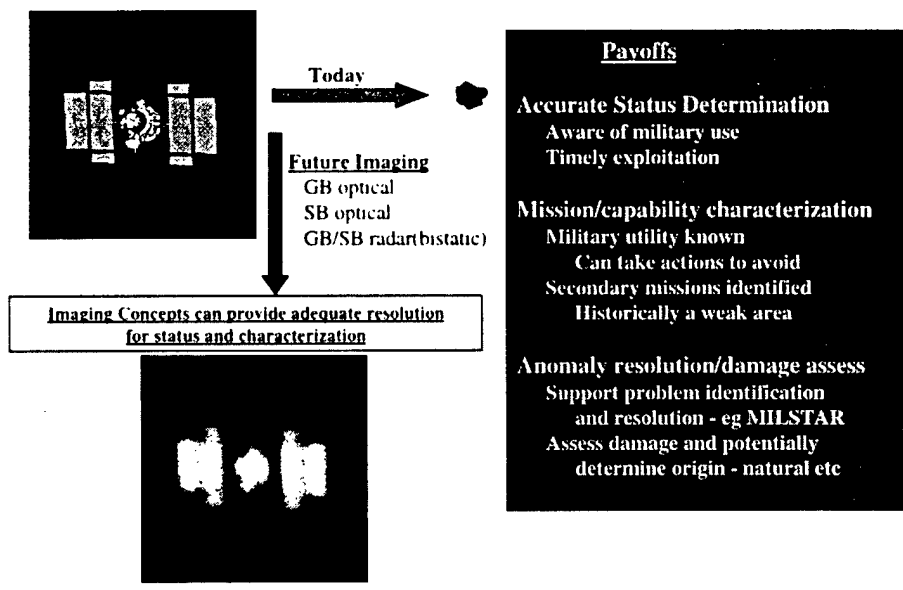 Today
Future Imaging
GB optical
SB optical
GB/SB radart(bistatic)
Imaging Concepts can provide adequate resolution
for status and characterization
Payoffs
Accurate Status Determination
Aware of military use
Timely exploitation
Mission/capability characterization
Military utility known
Can take actions to avoid
Secondary missions identified
Historically a weak area
Anomaly resolution/damage assess
Support problem identification
and resolution - eg MILSTAR
Assess damage and potentially
determine origin - natural etc